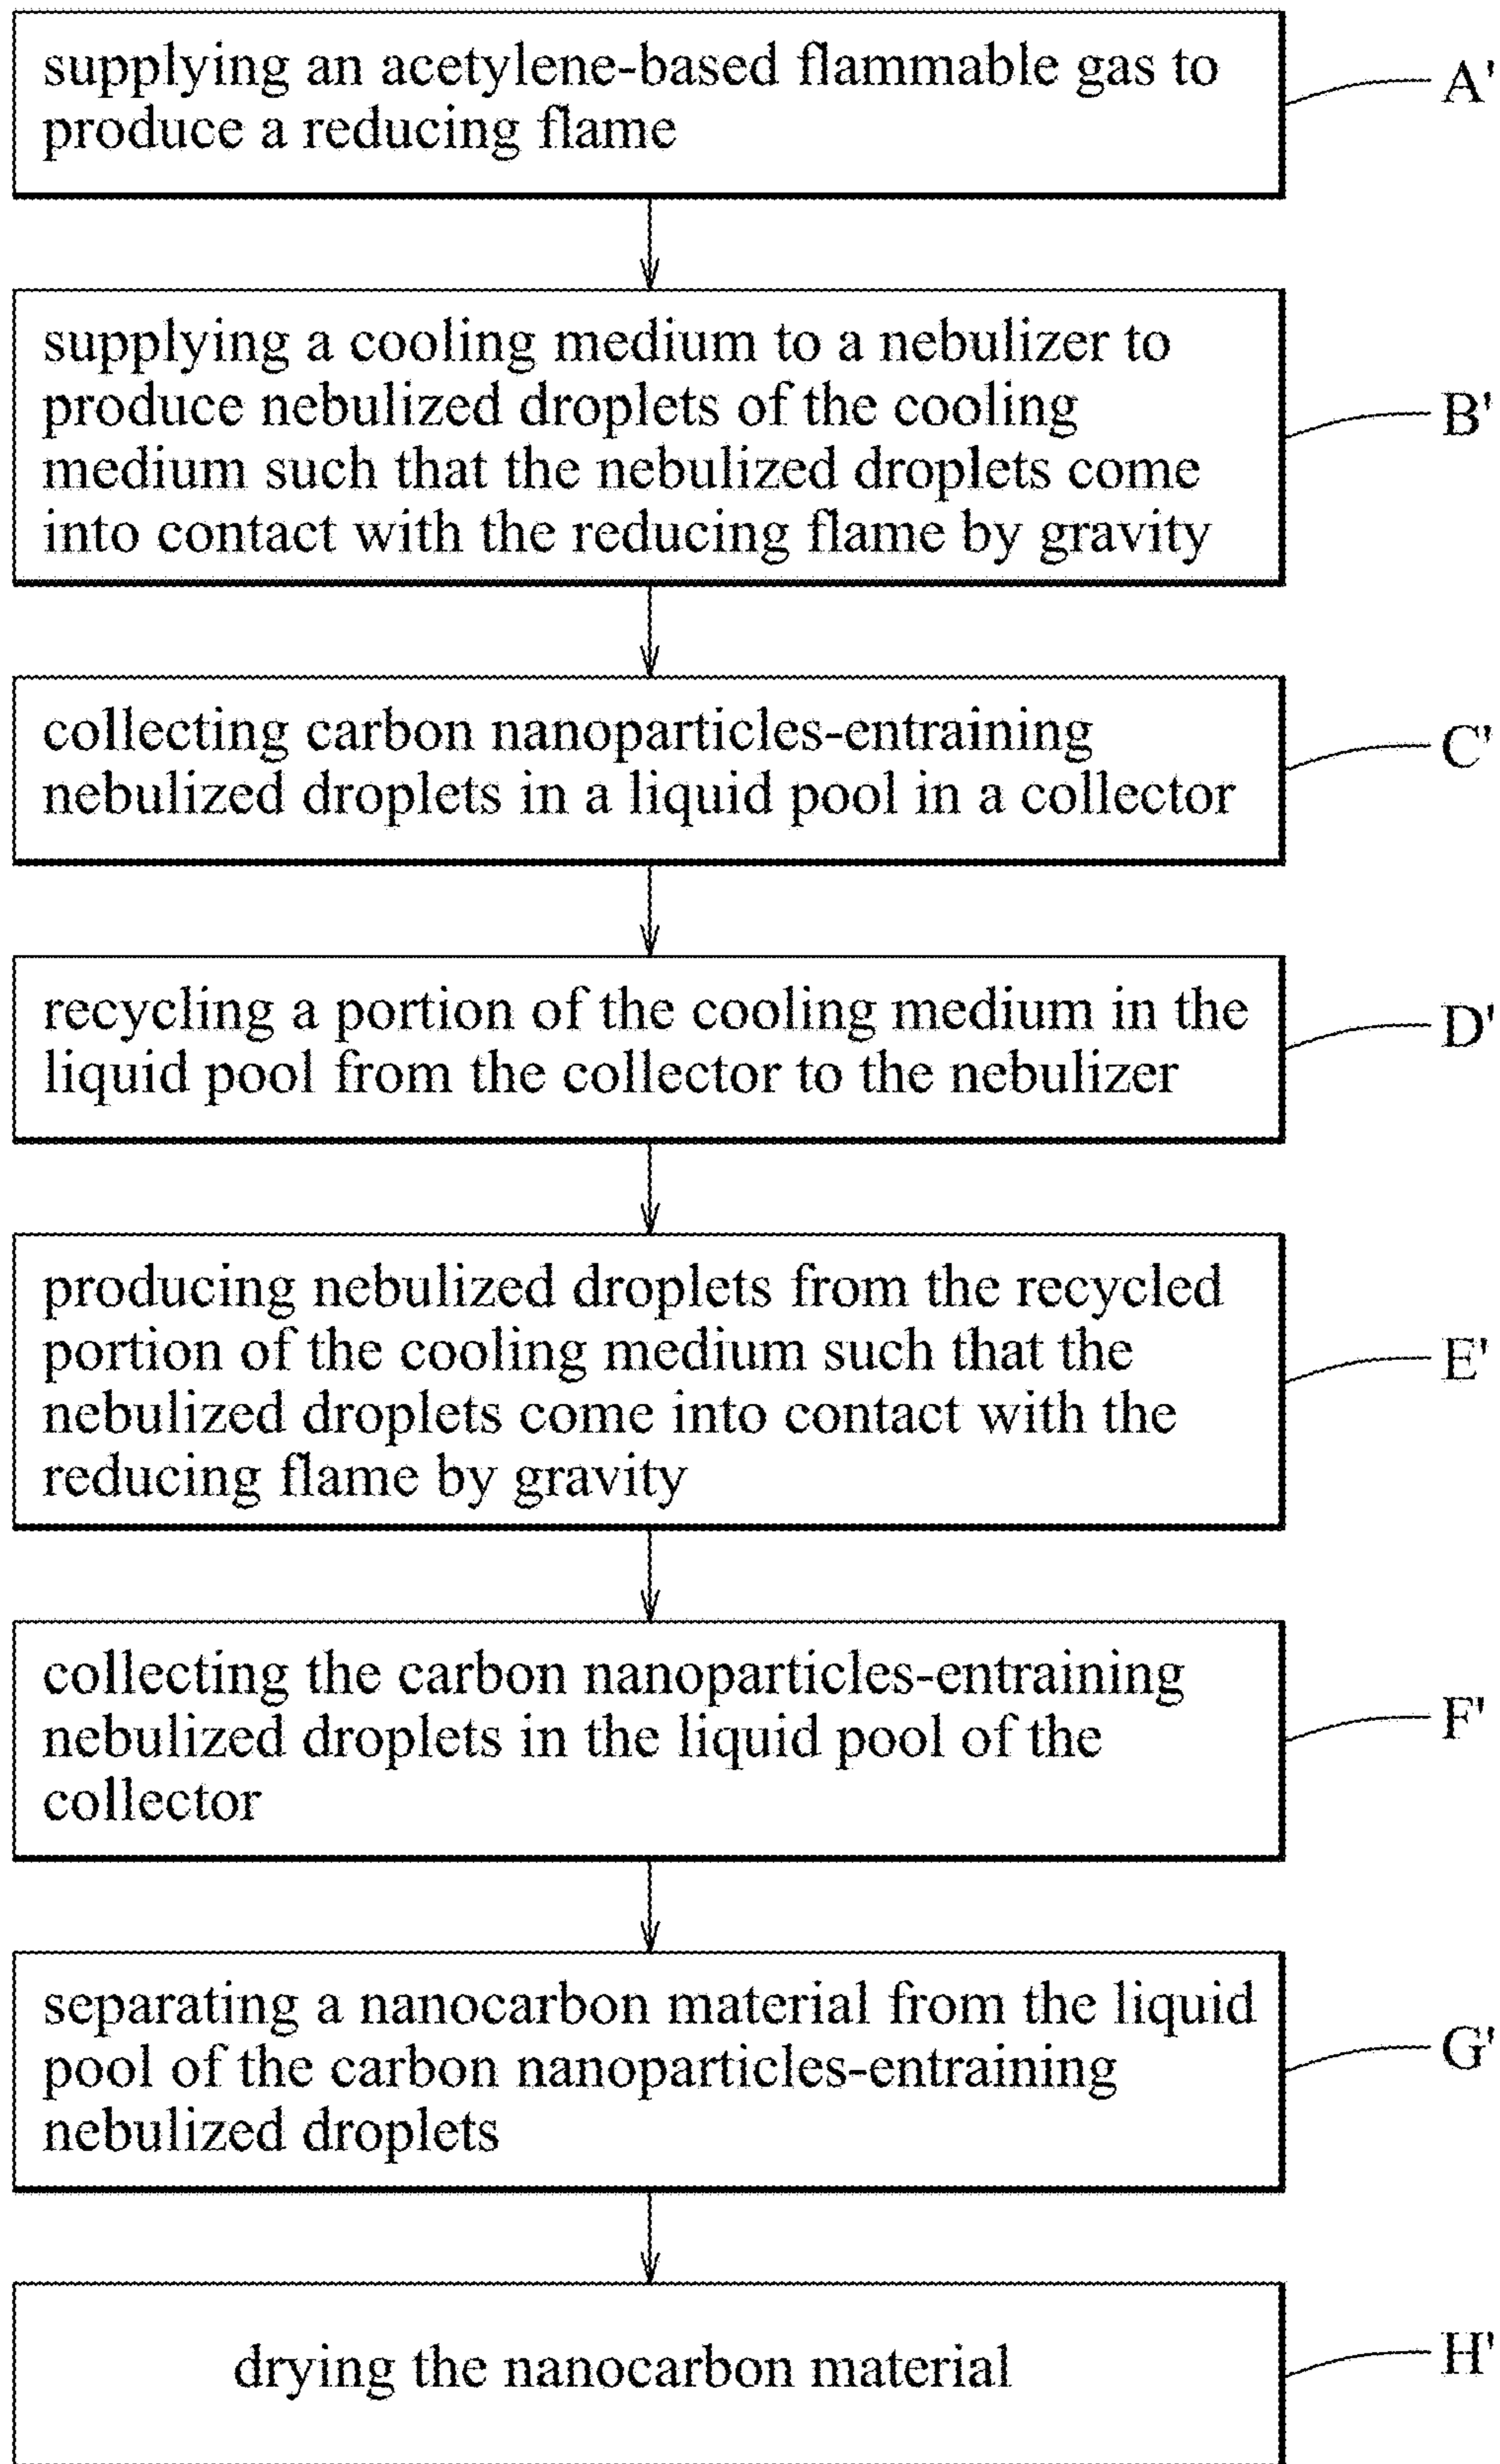 supplying an acetylene-based flammable gas to
produce a reducing flame
A'
supplying a cooling medium to a nebulizer to
produce nebulized droplets of the cooling
medium such that the nebulized droplets come
into contact with the reducing flame by gravity
B'
collecting carbon nanoparticles-entraining
nebulized droplets in a liquid pool in a collector
C'
recycling a portion of the cooling medium in the
liquid pool from the collector to the nebulizer
D'
producing nebulized droplets from the recycled
portion of the cooling medium such that the
nebulized droplets come into contact with the
reducing flame by gravity
E'
collecting the carbon nanoparticles-entraining
nebulized droplets in the liquid pool of the
collector
F'
separating a nanocarbon material from the liquid
pool of the carbon nanoparticles-entraining
nebulized droplets
G'
drying the nanocarbon material
H'